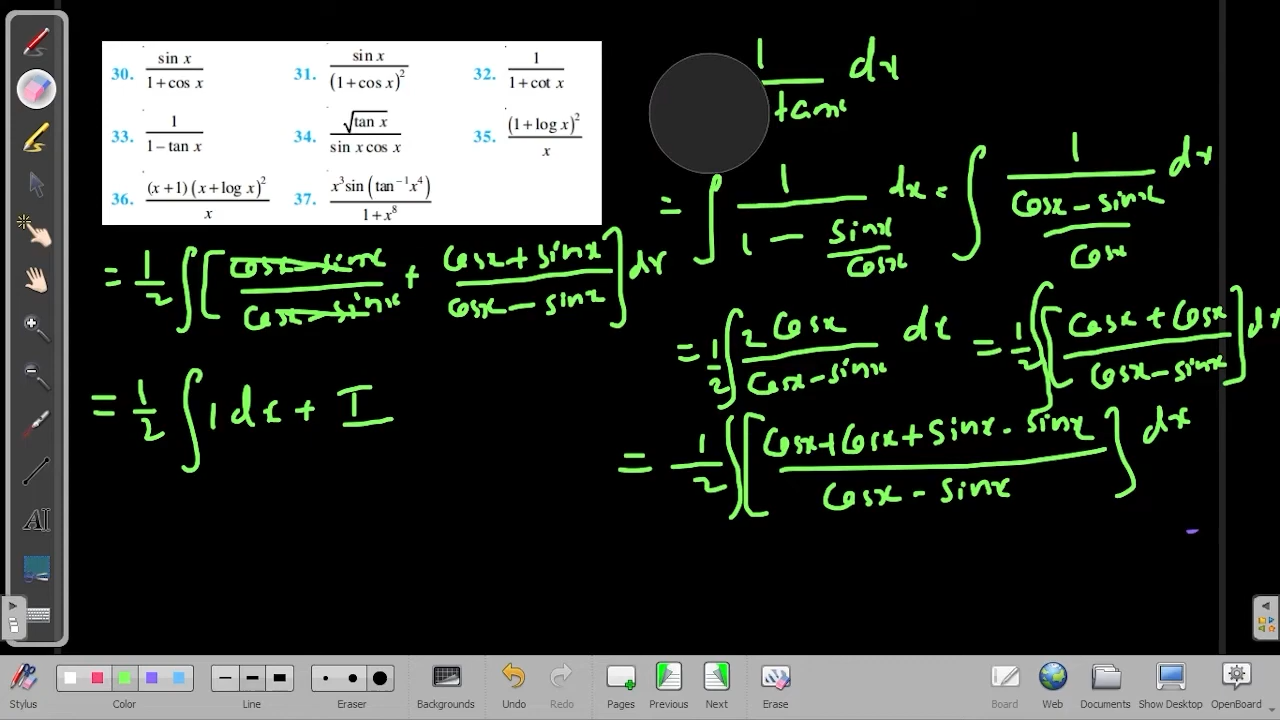 30. sin x / 1 + cos x
31. sin x / (1 + cos x)²
32. 1 / 1 + cot x
33. 1 / 1 – tan x
34. √tan x / sin x cos x
35. (1 + log x)² / x
36. (x + 1)(x + log x)² / x
37. x³ sin (tan⁻¹ x⁴) / 1 + x⁸
1 / tanx dx
= ∫ 1 / 1 - sinx/cosx dx = ∫ 1 / (cosx - sinx / cosx) dx
= 1/2 ∫ 2 cosx / cosx - sinx dx = 1/2 ∫ [cosx + cosx / cosx - sinx] dx
= 1/2 ∫ [cosx + cosx + sinx - sinx / cosx - sinx] dx
= 1/2 ∫ [cosx - sinx / cosx - sinx + cosx + sinx / cosx - sinx] dx
= 1/2 ∫ 1 dx + I
Stylus Color Line Eraser Backgrounds Undo Redo Pages Previous Next Erase Board Web Documents Show Desktop OpenBoard